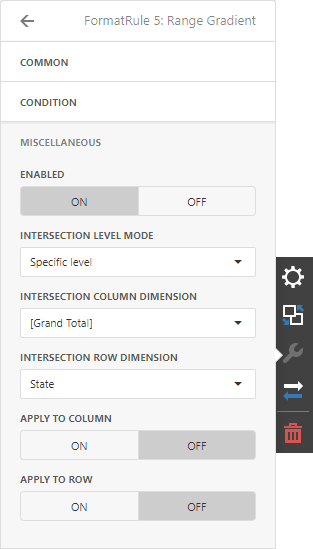 FormatRule 5: Range Gradient
COMMON
CONDITION
MISCELLANEOUS
ENABLED
ON OFF
INTERSECTION LEVEL MODE
Specific level
INTERSECTION COLUMN DIMENSION
[Grand Total]
INTERSECTION ROW DIMENSION
State
APPLY TO COLUMN
ON OFF
APPLY TO ROW
ON OFF